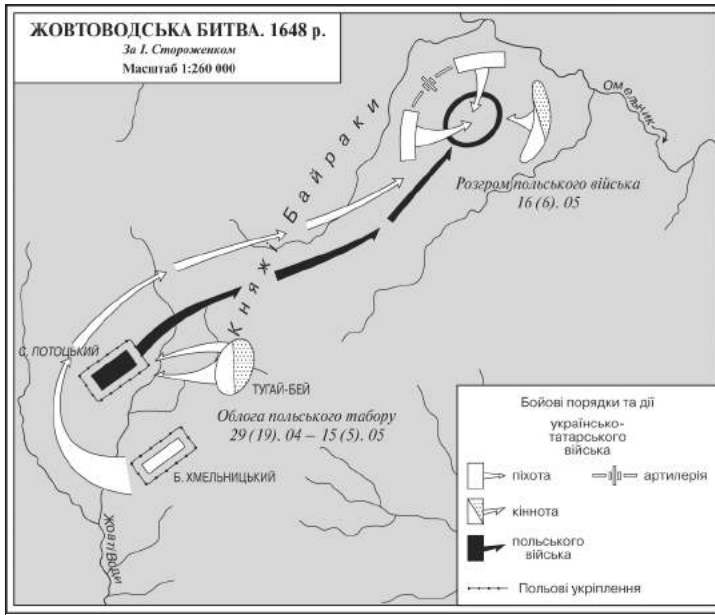 ЖОВТОВОДСЬКА БИТВА. 1648 р.
За І. Стороженком
Масштаб 1:260 000
Омельник
Княжі Байраки
Розгром польського війська
16 (6). 05
С. ПОТОЦЬКИЙ
ТУГАЙ-БЕЙ
Облога польського табору
29 (19). 04 – 15 (5). 05
Б. ХМЕЛЬНИЦЬКИЙ
Жовті Води
Бойові порядки та дії
українсько-
татарського
війська
піхота
артилерія
кіннота
польського
війська
Польові укріплення